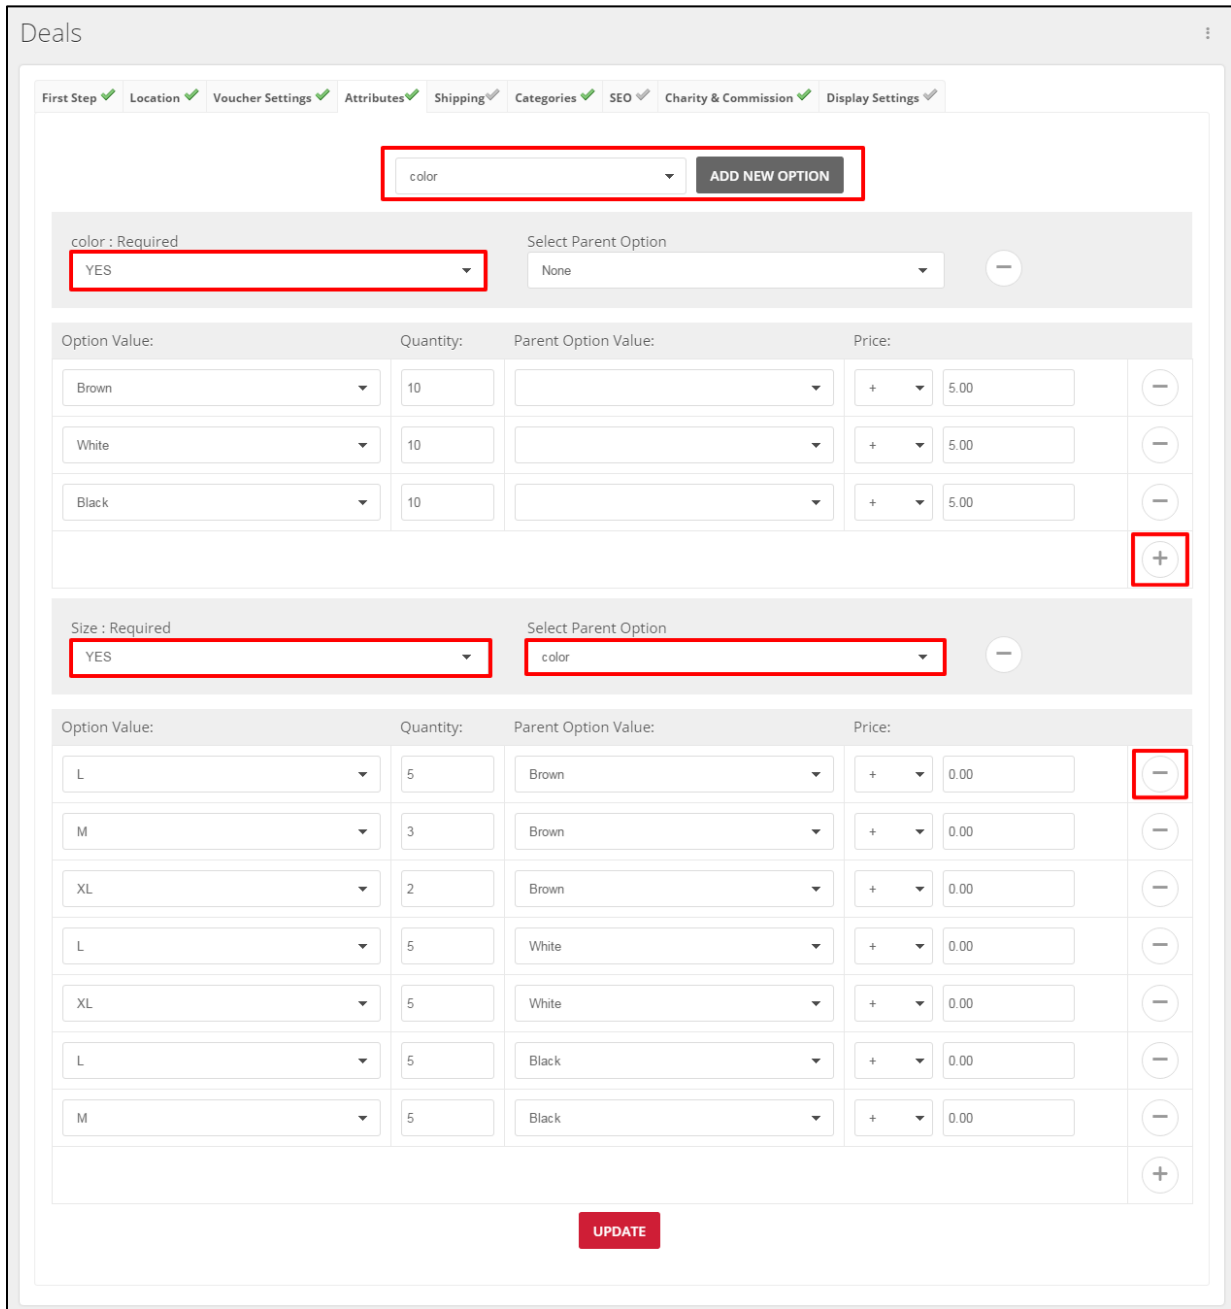 Deals
First Step Location Voucher Settings Attributes Shipping Categories SEO Charity & Commission Display Settings
color ADD NEW OPTION
color : Required Select Parent Option
YES None
Option Value: Quantity: Parent Option Value: Price:
Brown 10 + 5.00
White 10 + 5.00
Black 10 + 5.00
Size : Required Select Parent Option
YES color
Option Value: Quantity: Parent Option Value: Price:
L 5 Brown + 0.00
M 3 Brown + 0.00
XL 2 Brown + 0.00
L 5 White + 0.00
XL 5 White + 0.00
L 5 Black + 0.00
M 5 Black + 0.00
UPDATE